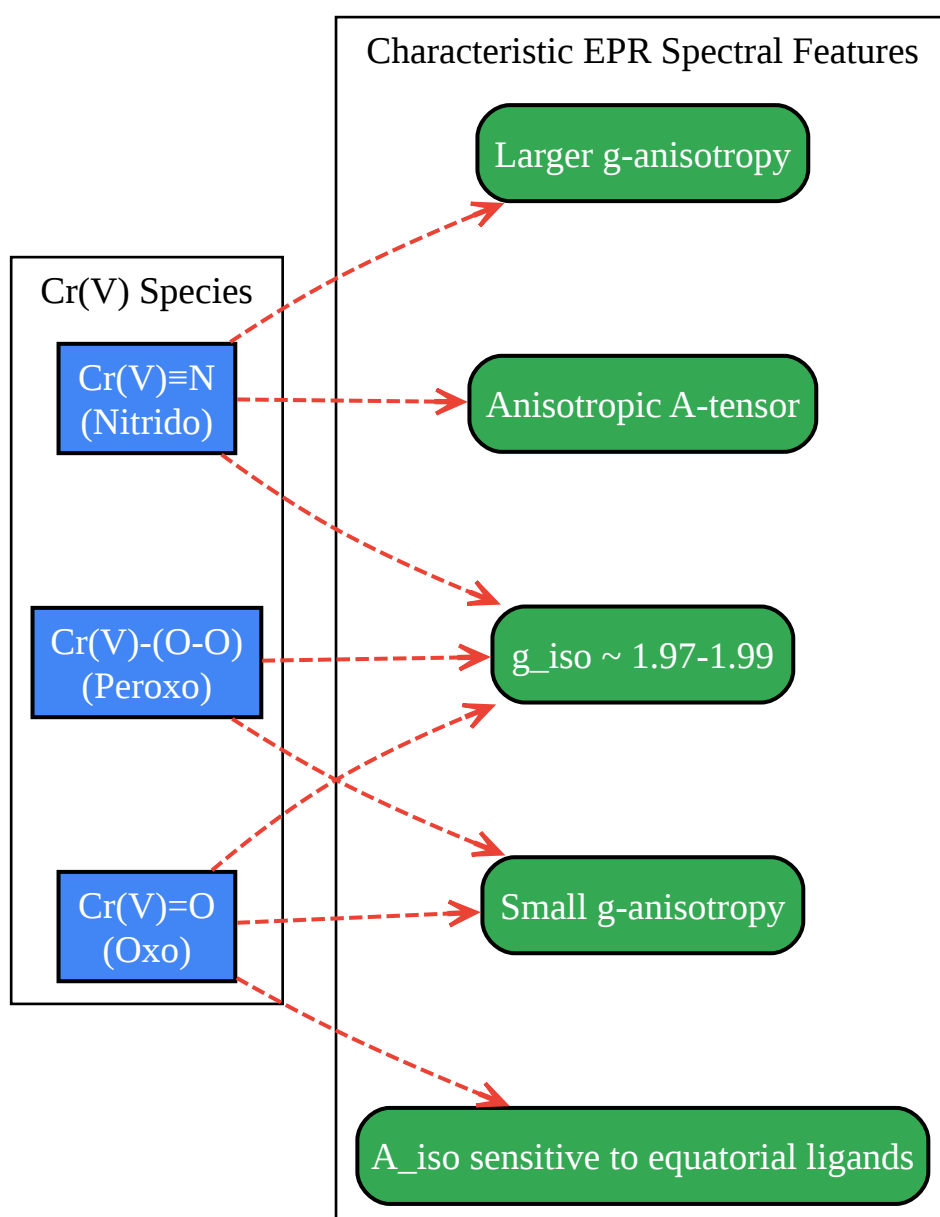 Characteristic EPR Spectral Features
Larger g-anisotropy
Cr(V) Species
Cr(V)≡N
(Nitrido)
Anisotropic A-tensor
Cr(V)-(O-O)
(Peroxo)
g_iso ~ 1.97-1.99
Cr(V)=O
(Oxo)
Small g-anisotropy
A_iso sensitive to equatorial ligands